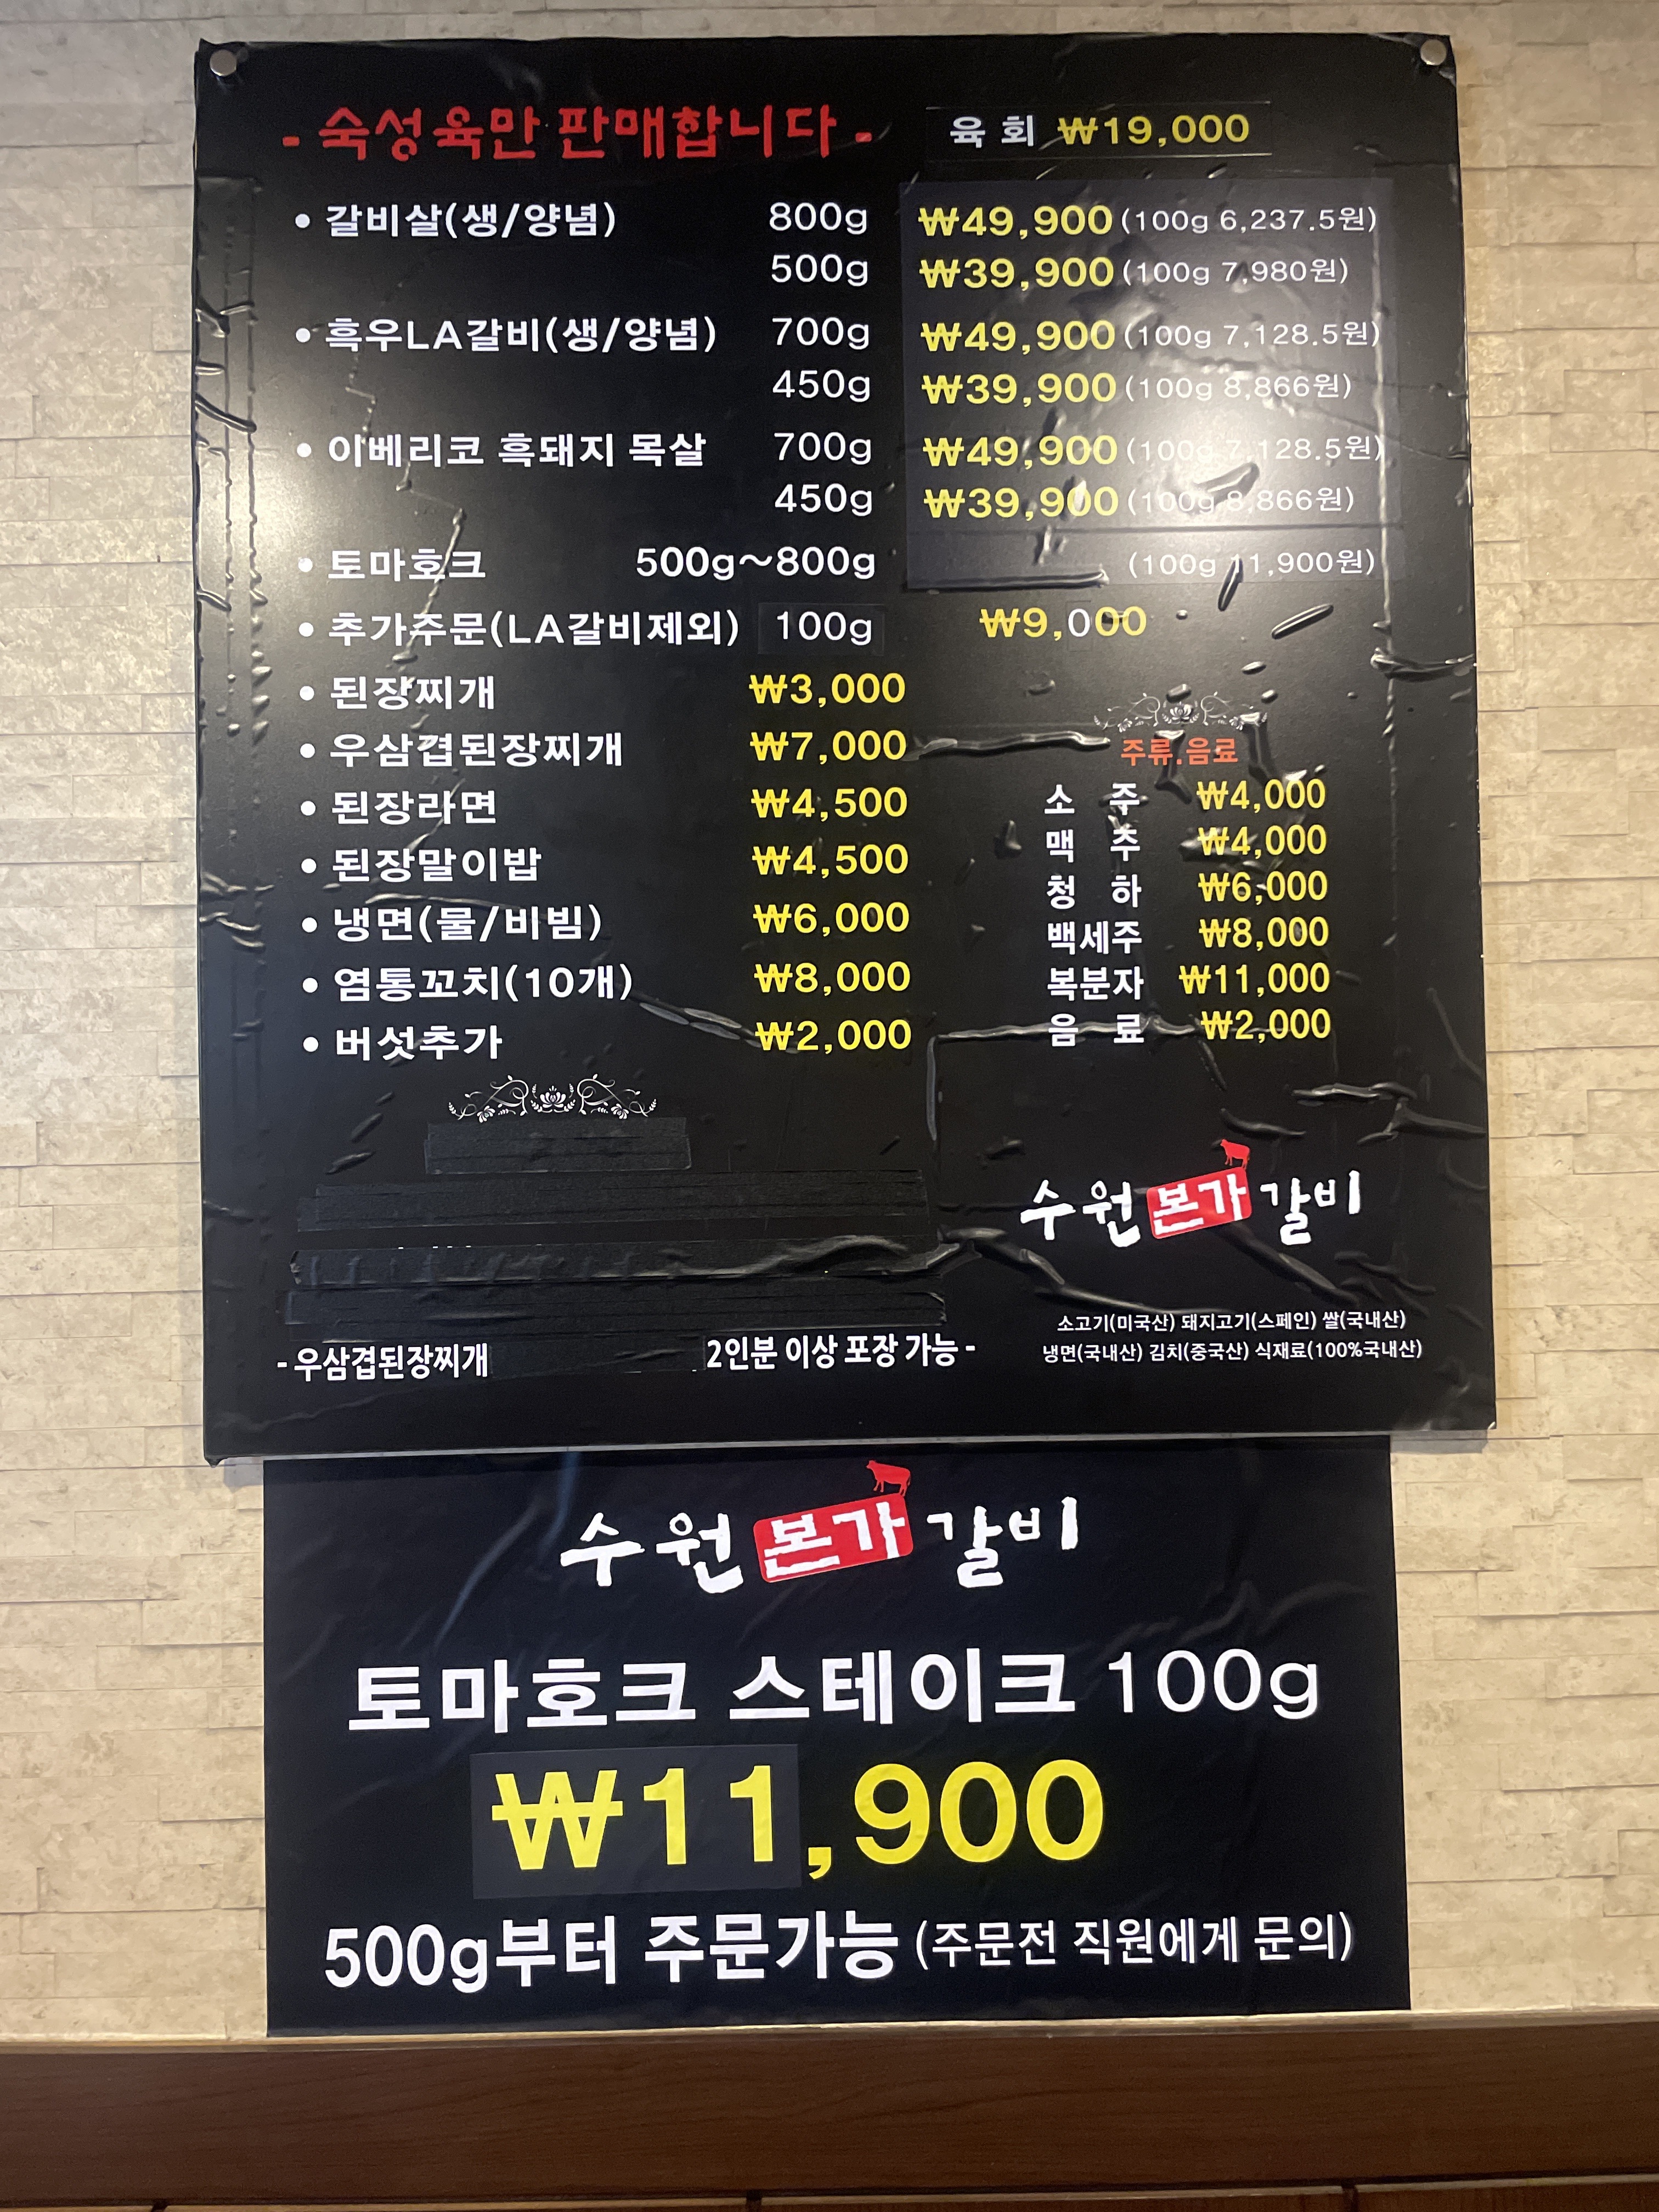 - 숙성육만 판매합니다 -
육 회 ₩19,000
• 갈비살(생/양념) 800g ₩49,900 (100g 6,237.5원)
500g ₩39,900 (100g 7,980원)
• 흑우LA갈비(생/양념) 700g ₩49,900 (100g 7,128.5원)
450g ₩39,900 (100g 8,866원)
• 이베리코 흑돼지 목살 700g ₩49,900 (100g 7,128.5원)
450g ₩39,900 (100g 8,866원)
• 토마호크 500g~800g (100g 11,900원)
• 추가주문(LA갈비제외) 100g ₩9,000
• 된장찌개 ₩3,000
• 우삼겹된장찌개 ₩7,000
• 된장라면 ₩4,500
• 된장말이밥 ₩4,500
• 냉면(물/비빔) ₩6,000
• 염통꼬치(10개) ₩8,000
• 버섯추가 ₩2,000
주류.음료
소 주 ₩4,000
맥 주 ₩4,000
청 하 ₩6,000
백세주 ₩8,000
복분자 ₩11,000
음 료 ₩2,000
수원 본가 갈비
- 우삼겹된장찌개 2인분 이상 포장 가능 -
소고기(미국산) 돼지고기(스페인) 쌀(국내산)
냉면(국내산) 김치(중국산) 식재료(100%국내산)
수원 본가 갈비
토마호크 스테이크 100g
₩11,900
500g부터 주문가능 (주문전 직원에게 문의)